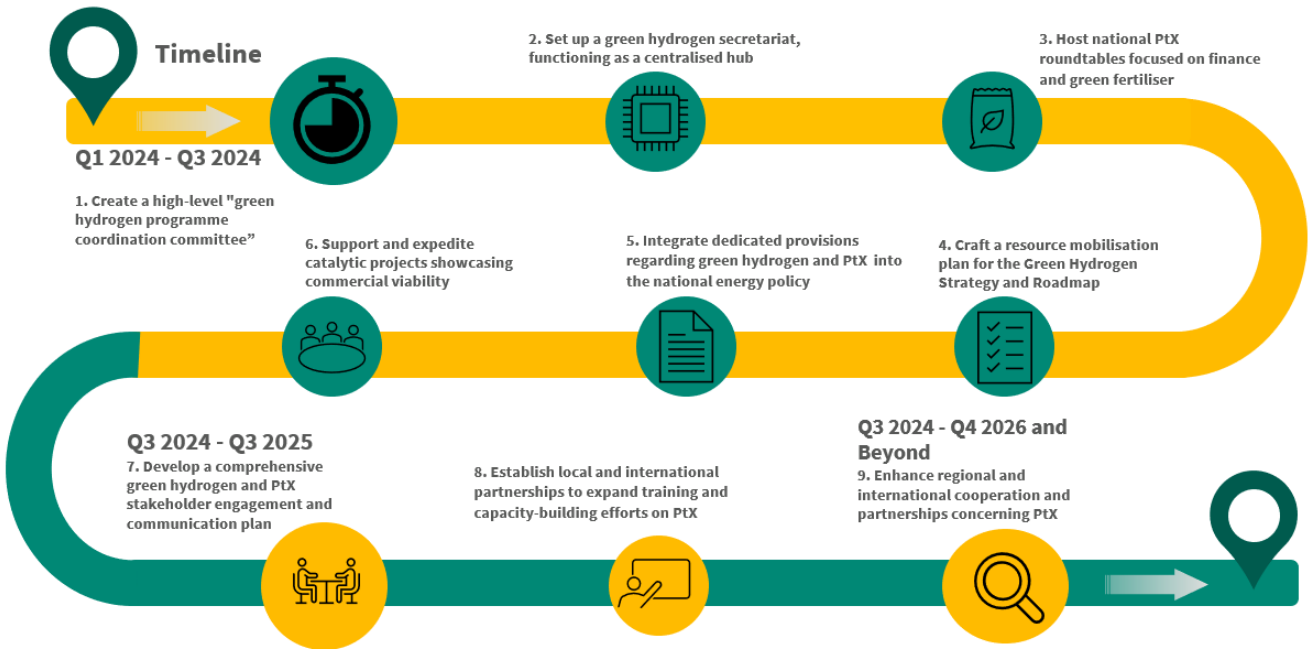 Timeline
Q1 2024 - Q3 2024
1. Create a high-level "green
hydrogen programme
coordination committee”
2. Set up a green hydrogen secretariat,
functioning as a centralised hub
3. Host national PtX
roundtables focused on finance
and green fertiliser
4. Craft a resource mobilisation
plan for the Green Hydrogen
Strategy and Roadmap
5. Integrate dedicated provisions
regarding green hydrogen and PtX into
the national energy policy
6. Support and expedite
catalytic projects showcasing
commercial viability
Q3 2024 - Q3 2025
7. Develop a comprehensive
green hydrogen and PtX
stakeholder engagement and
communication plan
8. Establish local and international
partnerships to expand training and
capacity-building efforts on PtX
Q3 2024 - Q4 2026 and
Beyond
9. Enhance regional and
international cooperation and
partnerships concerning PtX